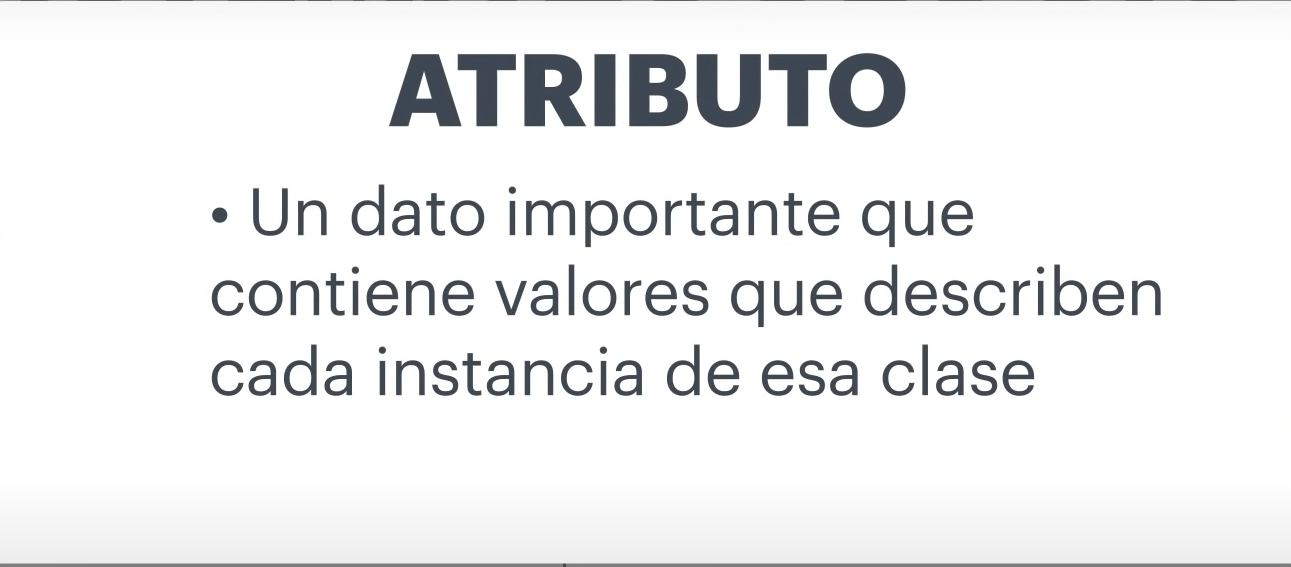 ATRIBUTO
• Un dato importante que
contiene valores que describen
cada instancia de esa clase